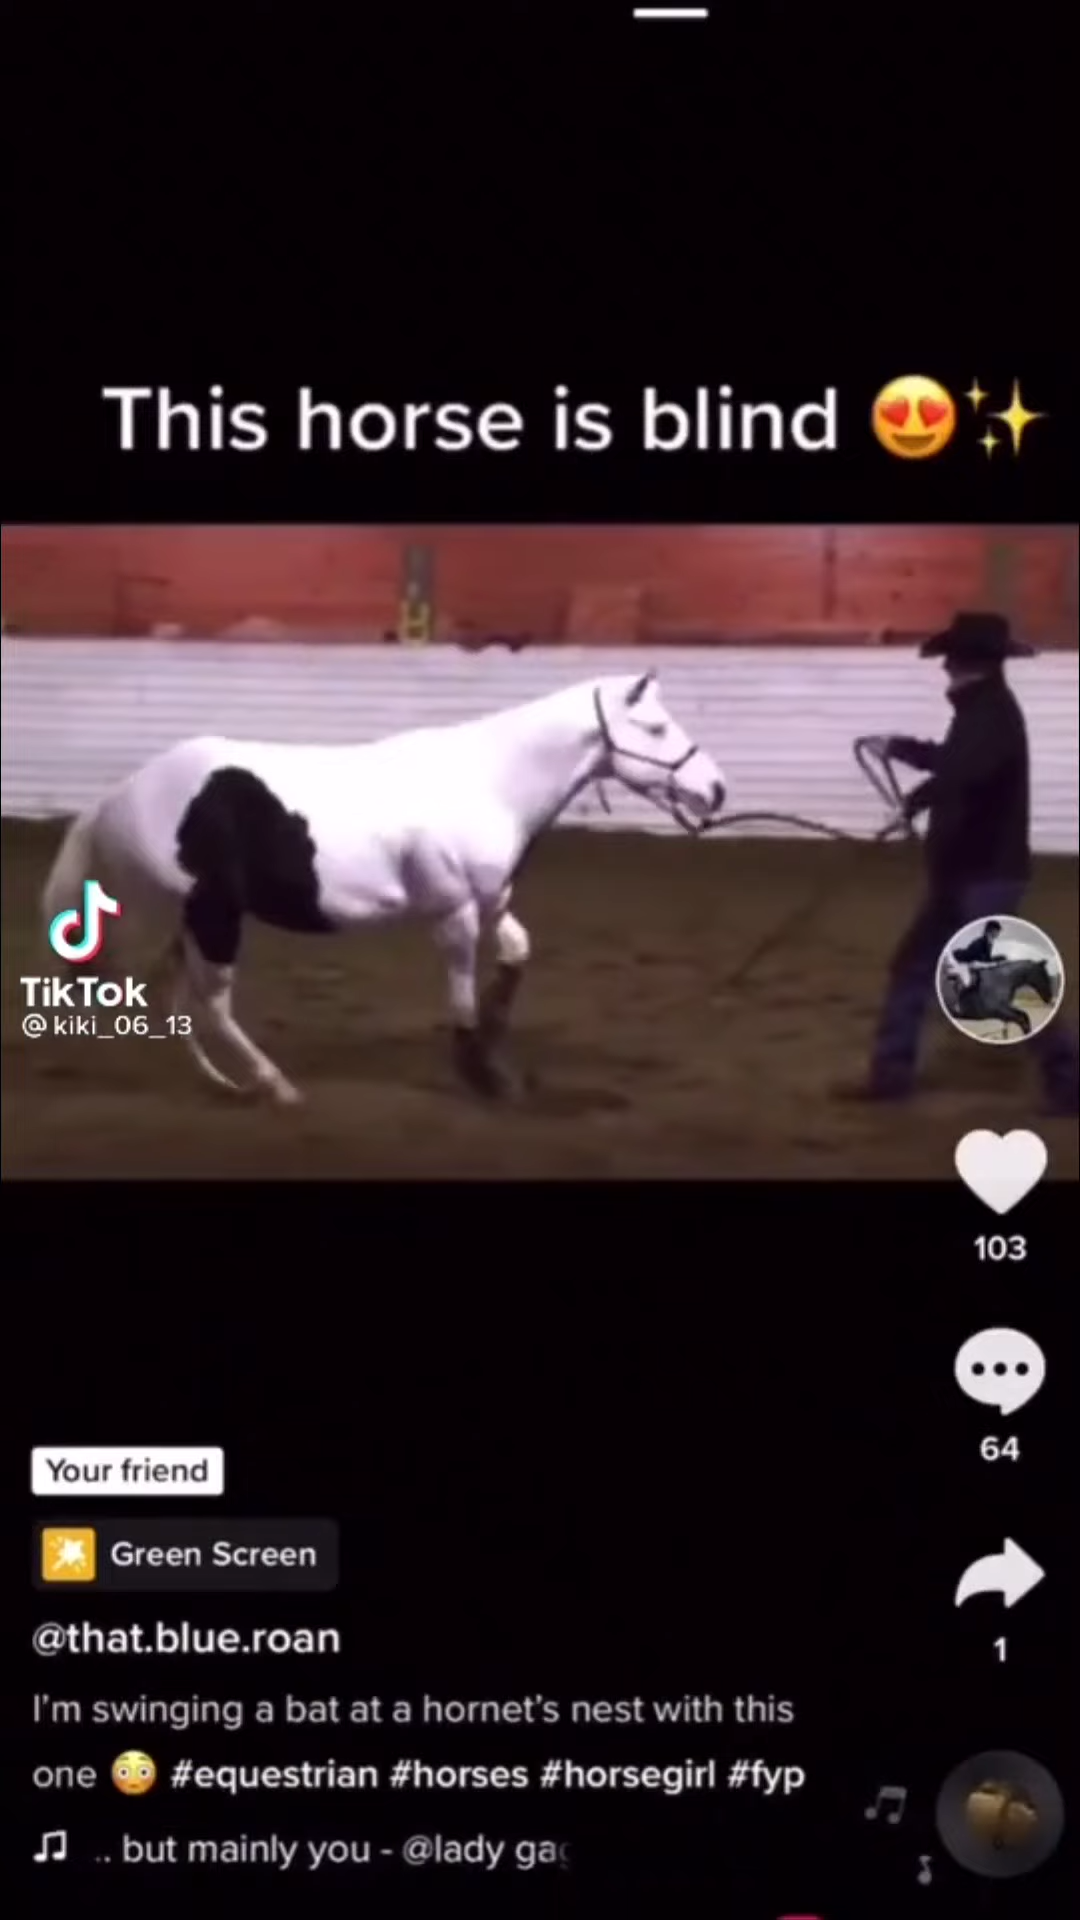 This horse is blind 😍✨
TikTok
@kiki_06_13
103
64
1
Your friend
Green Screen
@that.blue.roan
I'm swinging a bat at a hornet's nest with this
one 😳 #equestrian #horses #horsegirl #fyp
.. but mainly you - @lady